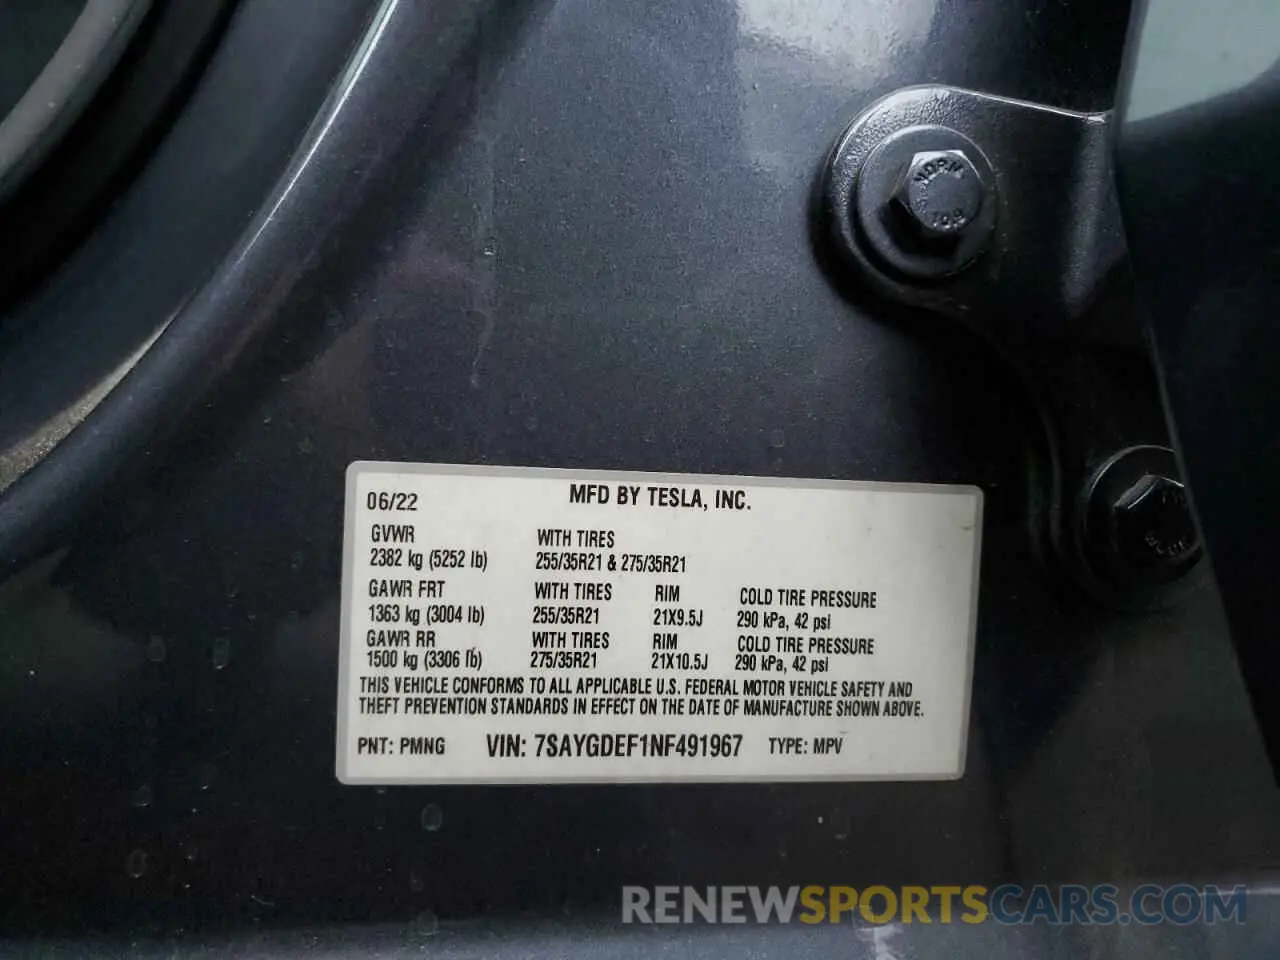 06/22 MFD BY TESLA, INC.
GVWR WITH TIRES
2382 kg (5252 lb) 255/35R21 & 275/35R21
GAWR FRT WITH TIRES RIM COLD TIRE PRESSURE
1363 kg (3004 lb) 255/35R21 21X9.5J 290 kPa, 42 psi
GAWR RR WITH TIRES RIM COLD TIRE PRESSURE
1500 kg (3306 lb) 275/35R21 21X10.5J 290 kPa, 42 psi
THIS VEHICLE CONFORMS TO ALL APPLICABLE U.S. FEDERAL MOTOR VEHICLE SAFETY AND
THEFT PREVENTION STANDARDS IN EFFECT ON THE DATE OF MANUFACTURE SHOWN ABOVE.
PNT: PMNG VIN: 7SAYGDEF1NF491967 TYPE: MPV
RENEWSPORTSCARS.COM